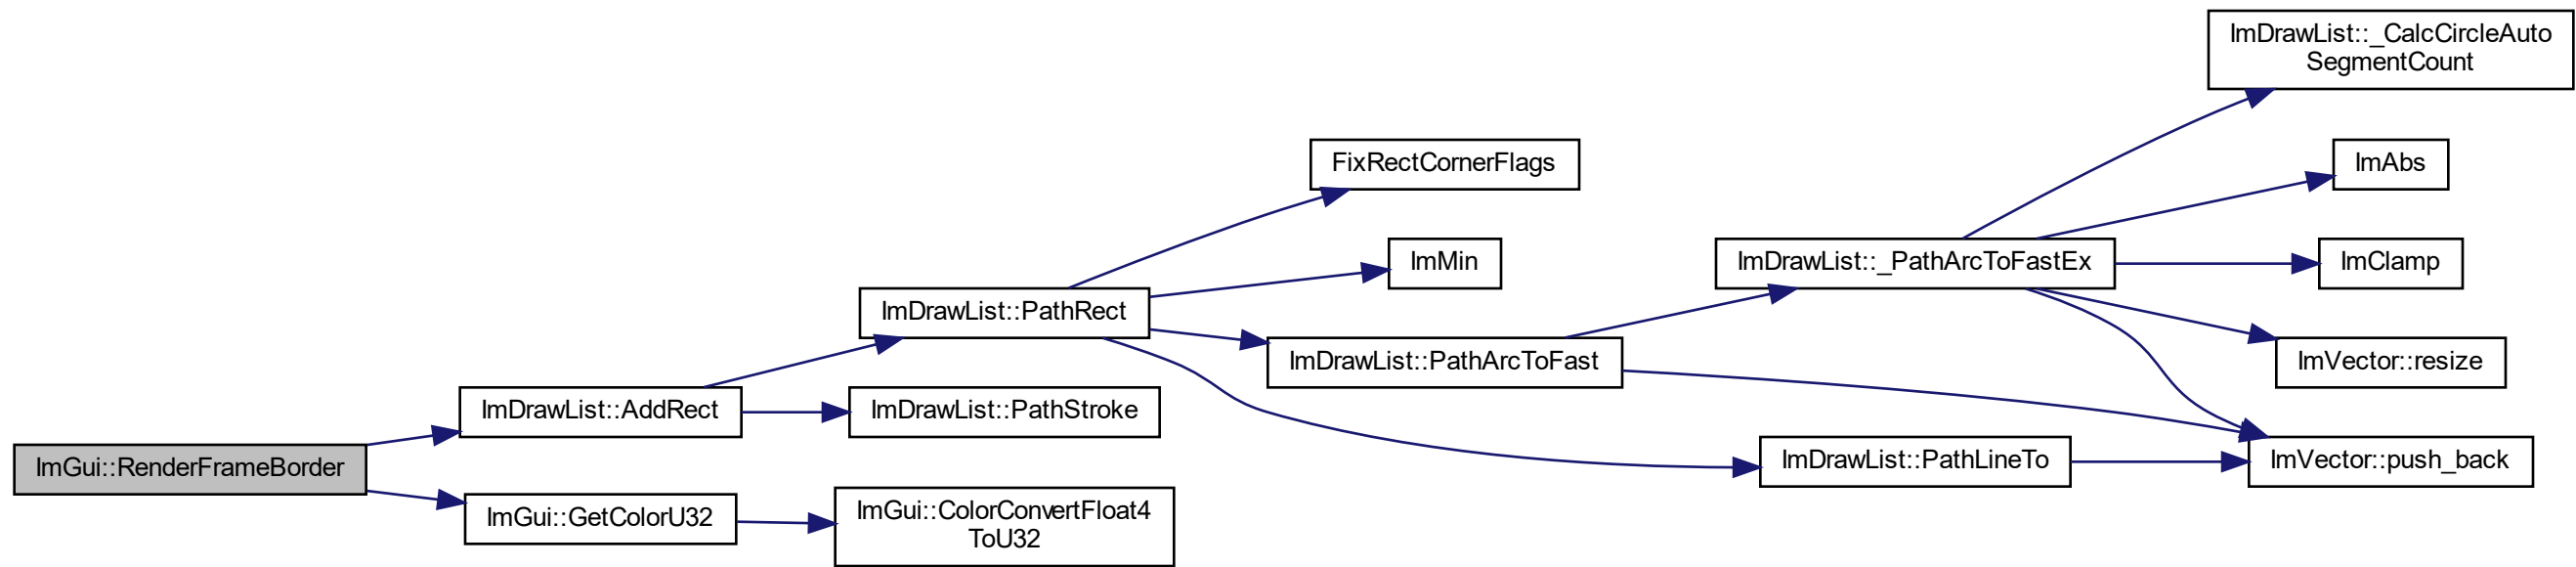 ImDrawList::_CalcCircleAuto
SegmentCount
FixRectCornerFlags
ImAbs
ImMin
ImDrawList::_PathArcToFastEx
ImClamp
ImDrawList::PathRect
ImDrawList::PathArcToFast
ImVector::resize
ImDrawList::AddRect
ImDrawList::PathStroke
ImGui::RenderFrameBorder
ImDrawList::PathLineTo
ImVector::push_back
ImGui::GetColorU32
ImGui::ColorConvertFloat4
ToU32